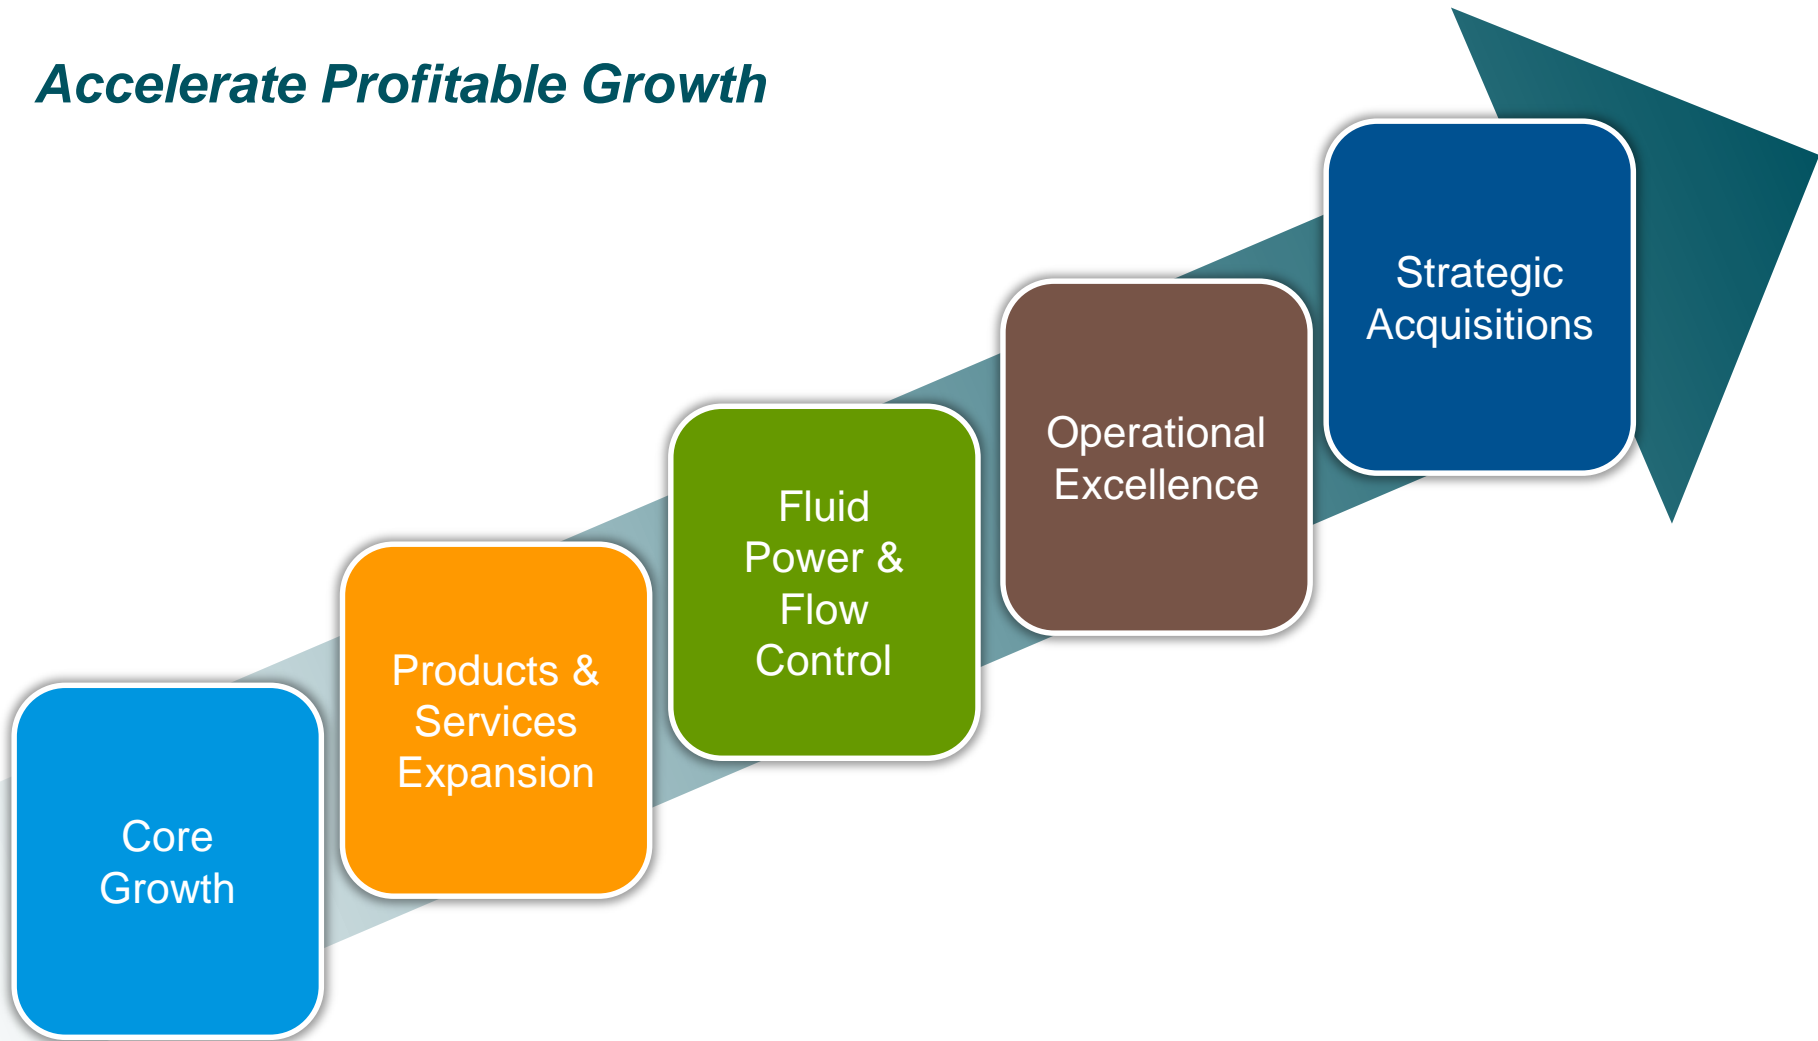 Accelerate Profitable Growth
Core
Growth
Products &
Services
Expansion
Fluid
Power &
Flow
Control
Operational
Excellence
Strategic
Acquisitions